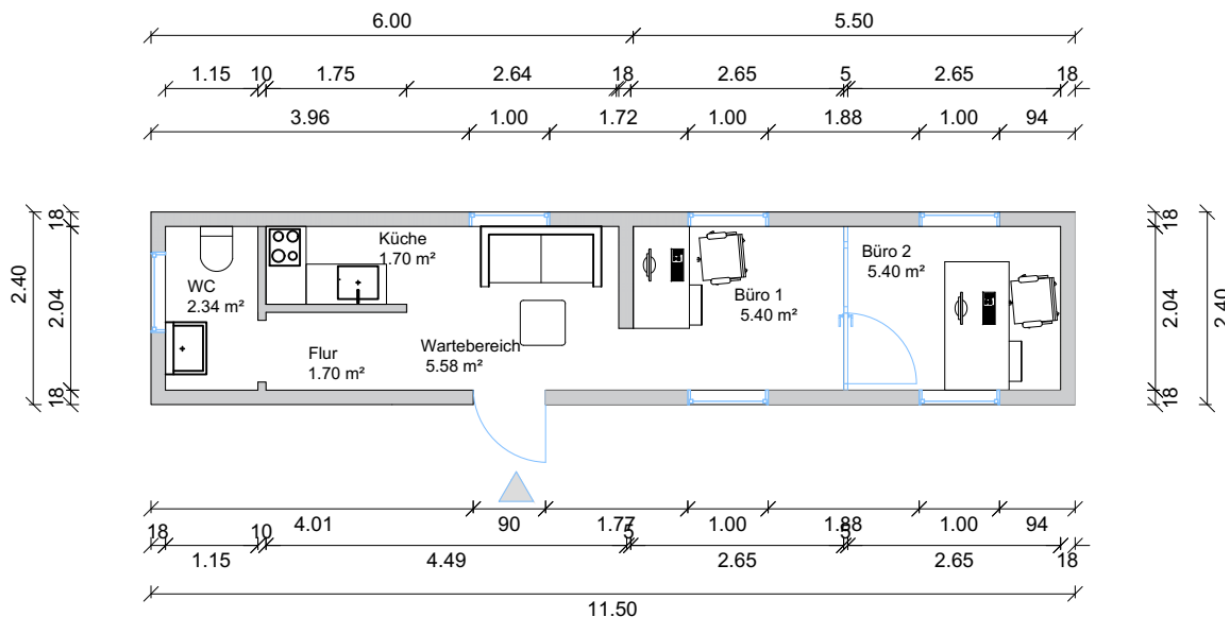 6.00 5.50
1.15 10 1.75 2.64 18 2.65 5 2.65 18
3.96 1.00 1.72 1.00 1.88 1.00 94
18 18
Küche
1.70 m²
Büro 2
5.40 m²
WC
2.34 m²
Büro 1
5.40 m²
2.40 2.04 2.04 2.40
Wartebereich
5.58 m²
Flur
1.70 m²
18 18
4.01 90 1.77 1.00 1.88 1.00 94
18 10 5 5
1.15 4.49 2.65 2.65 18
11.50